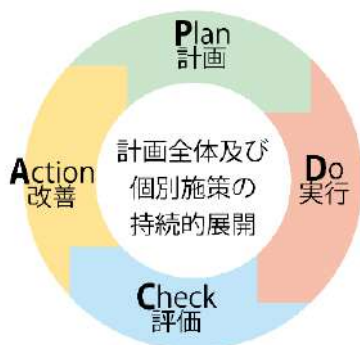 Plan
計画
Do
実行
Check
評価
Action
改善
計画全体及び
個別施策の
持続的展開